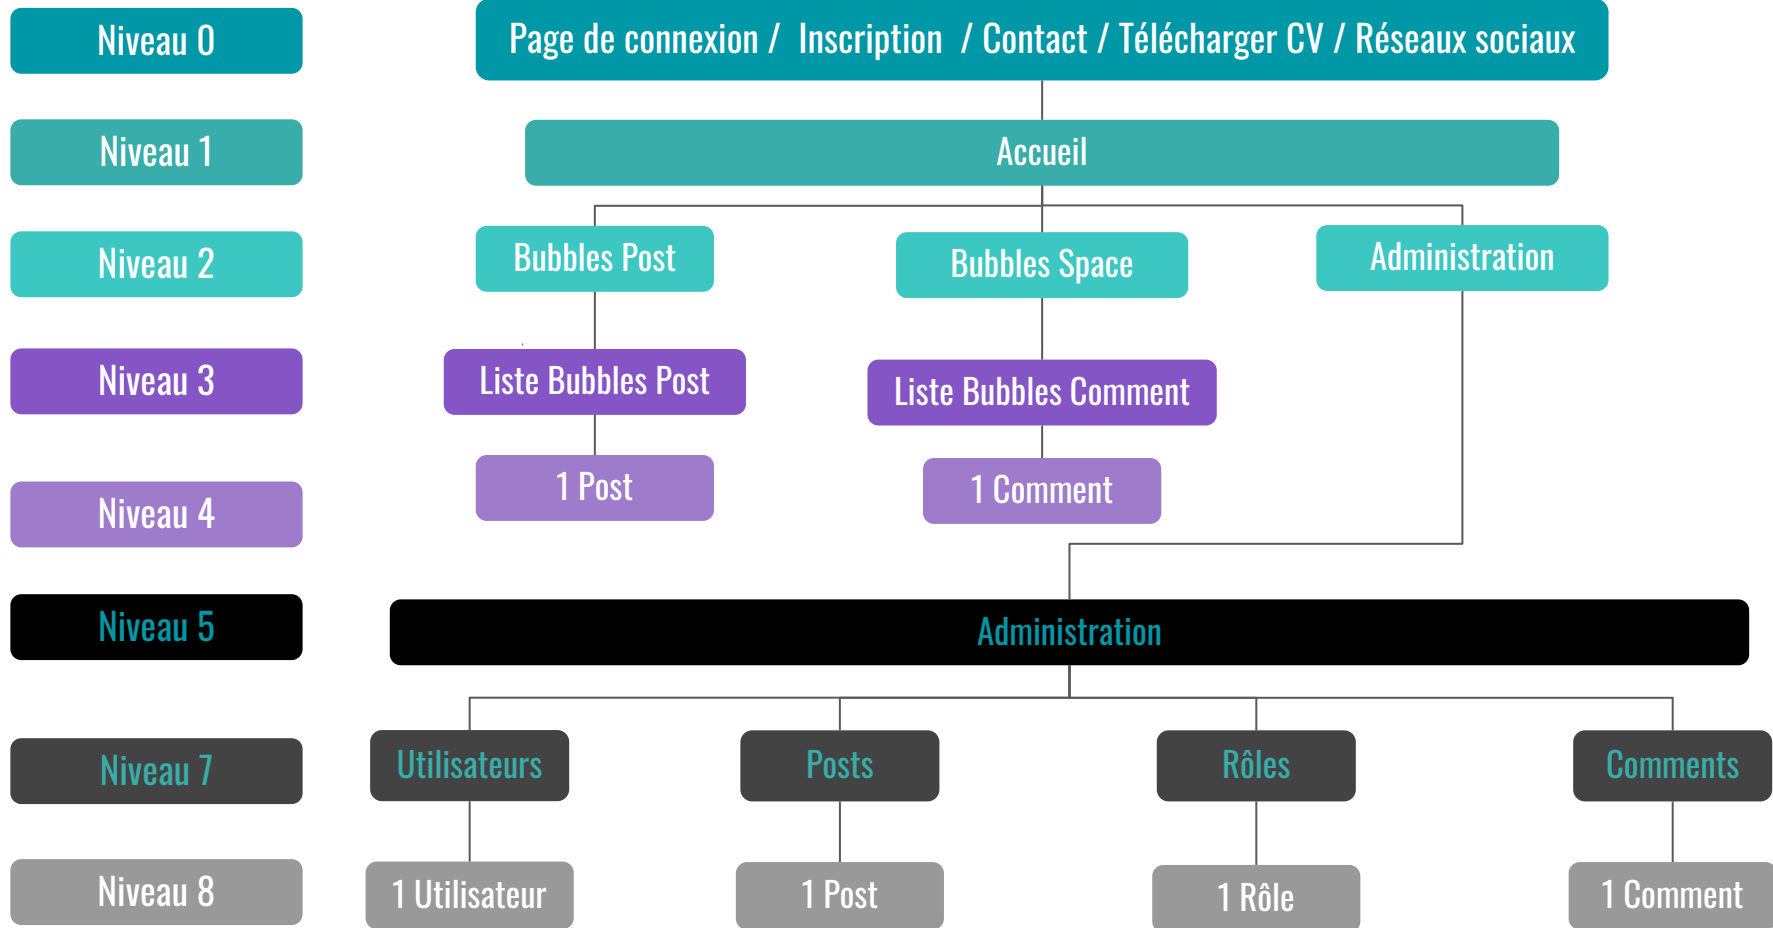 Niveau 0
Page de connexion / Inscription / Contact / Télécharger CV / Réseaux sociaux
Niveau 1
Accueil
Niveau 2
Bubbles Post
Bubbles Space
Administration
Niveau 3
Liste Bubbles Post
Liste Bubbles Comment
Niveau 4
1 Post
1 Comment
Niveau 5
Administration
Niveau 7
Utilisateurs
Posts
Rôles
Comments
Niveau 8
1 Utilisateur
1 Post
1 Rôle
1 Comment